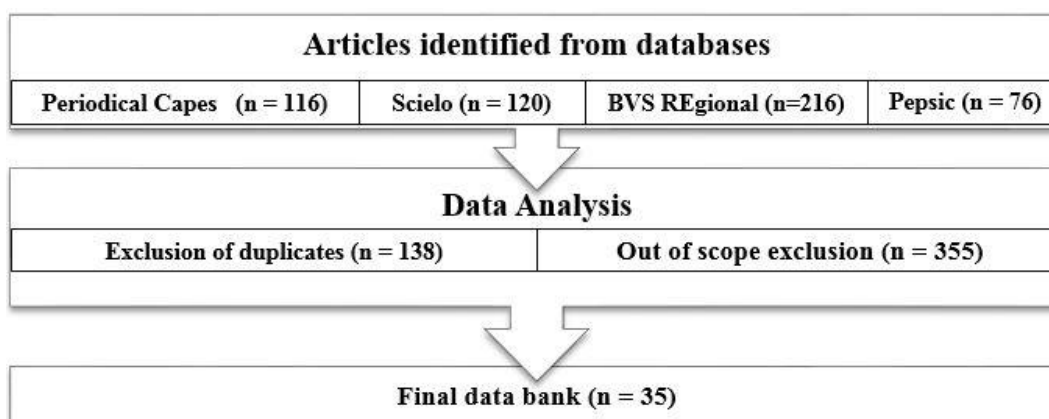 Articles identified from databases
Periodical Capes (n = 116) Scielo (n = 120) BVS REgional (n=216) Pepsic (n = 76)
Data Analysis
Exclusion of duplicates (n = 138) Out of scope exclusion (n = 355)
Final data bank (n = 35)